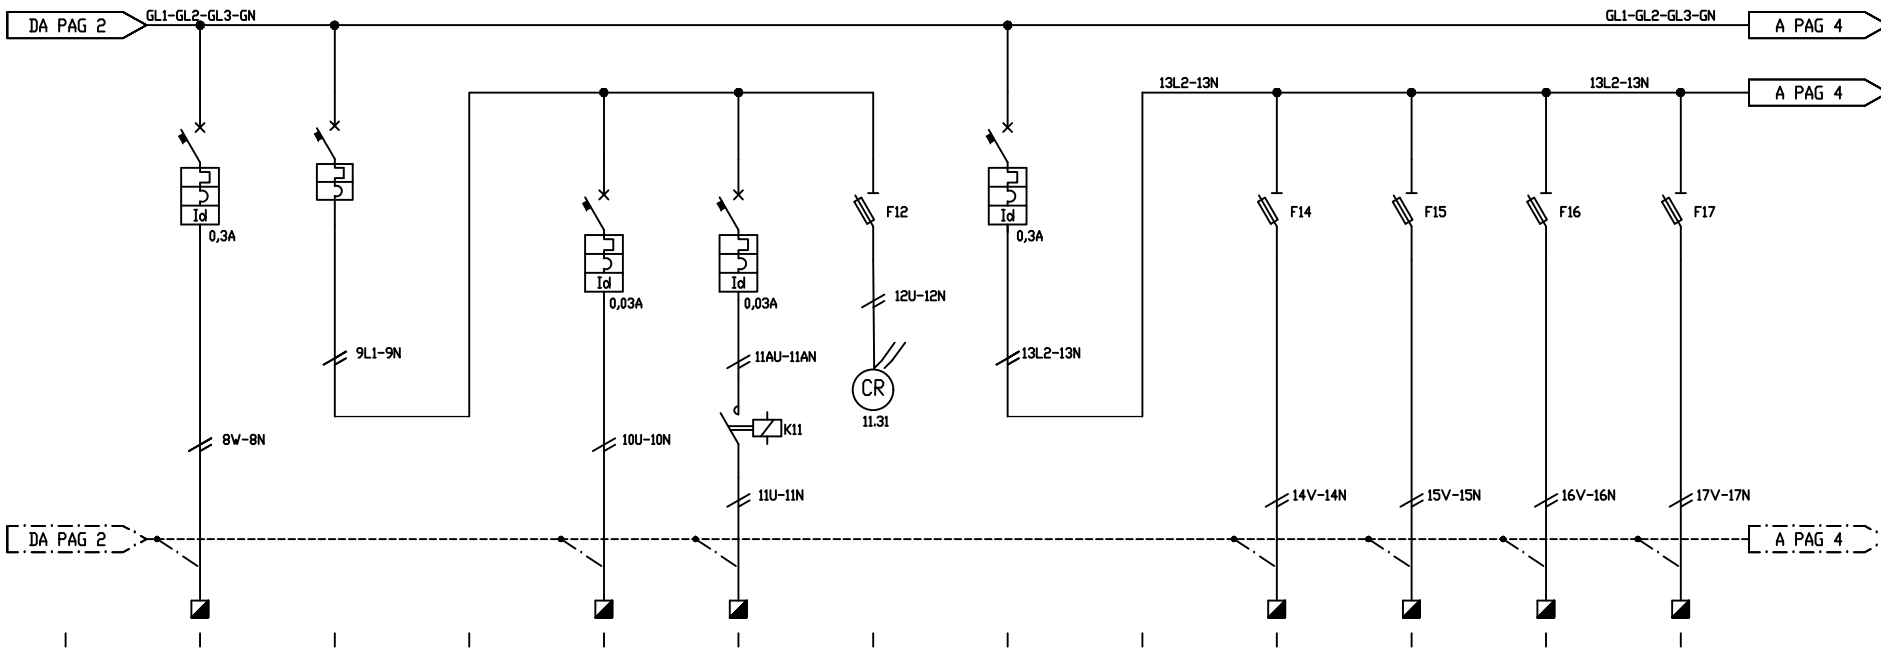 DA PAG 2
GL1-GL2-GL3-GN
GL1-GL2-GL3-GN
A PAG 4
13L2-13N
13L2-13N
A PAG 4
Id
0,3A
Id
0,03A
Id
0,03A
F12
Id
0,3A
F14
F15
F16
F17
12U-12N
9L1-9N
11AU-11AN
13L2-13N
CR
11.31
8W-8N
10U-10N
K11
11U-11N
14V-14N
15V-15N
16V-16N
17V-17N
DA PAG 2
A PAG 4